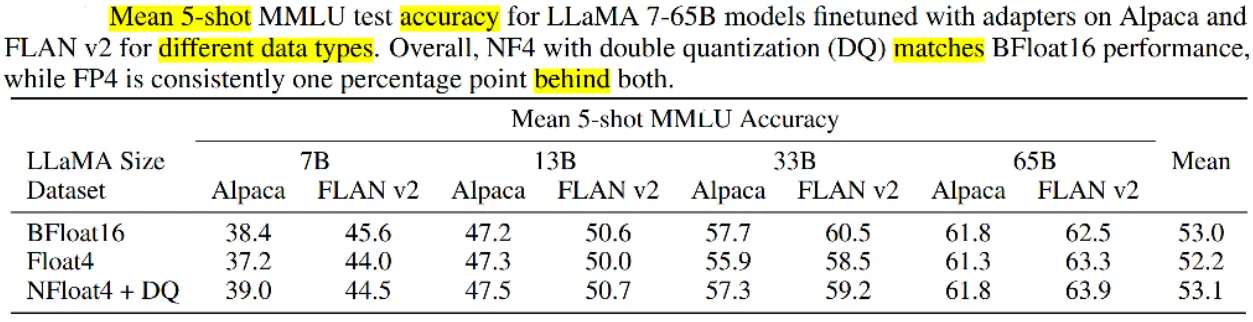 Mean 5-shot MMLU test accuracy for LLaMA 7-65B models finetuned with adapters on Alpaca and
FLAN v2 for different data types. Overall, NF4 with double quantization (DQ) matches BFloat16 performance,
while FP4 is consistently one percentage point behind both.
Mean 5-shot MMLU Accuracy
LLaMA Size 7B 13B 33B 65B Mean
Dataset Alpaca FLAN v2 Alpaca FLAN v2 Alpaca FLAN v2 Alpaca FLAN v2
BFloat16 38.4 45.6 47.2 50.6 57.7 60.5 61.8 62.5 53.0
Float4 37.2 44.0 47.3 50.0 55.9 58.5 61.3 63.3 52.2
NFloat4 + DQ 39.0 44.5 47.5 50.7 57.3 59.2 61.8 63.9 53.1